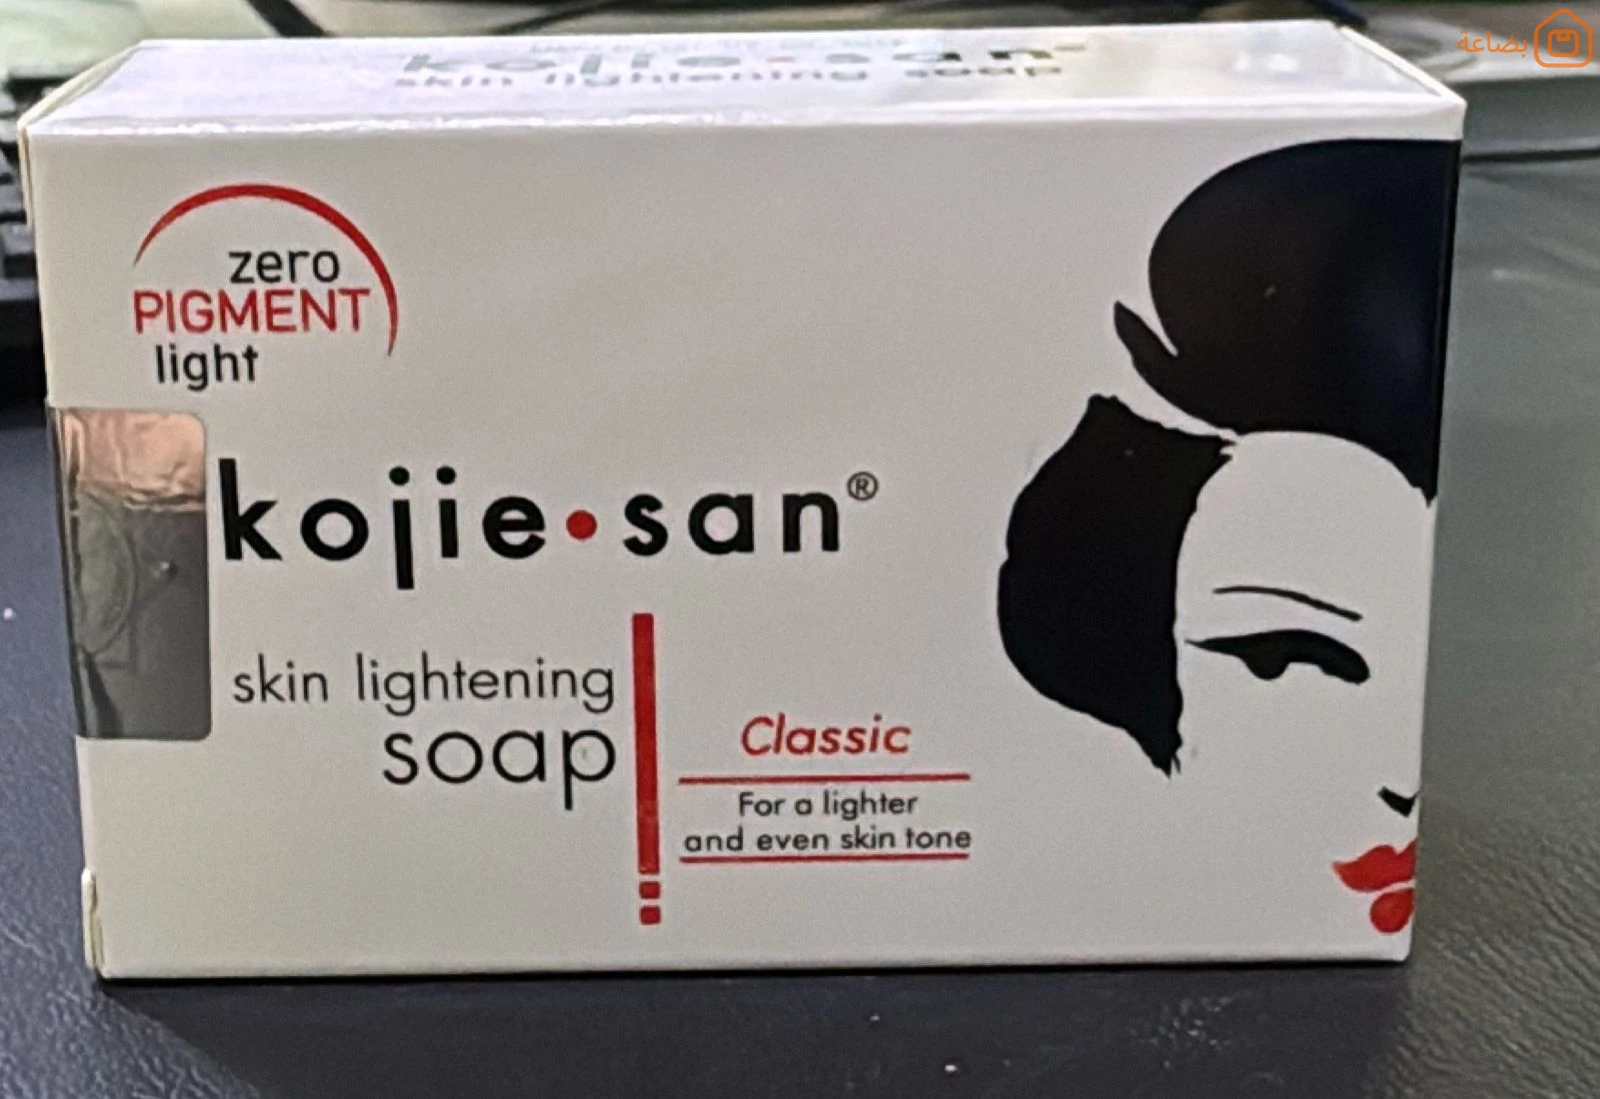 بضاعة
kojie•san
skin lightening soap
zero
PIGMENT
light
kojie•san®
skin lightening
soap
Classic
For a lighter
and even skin tone